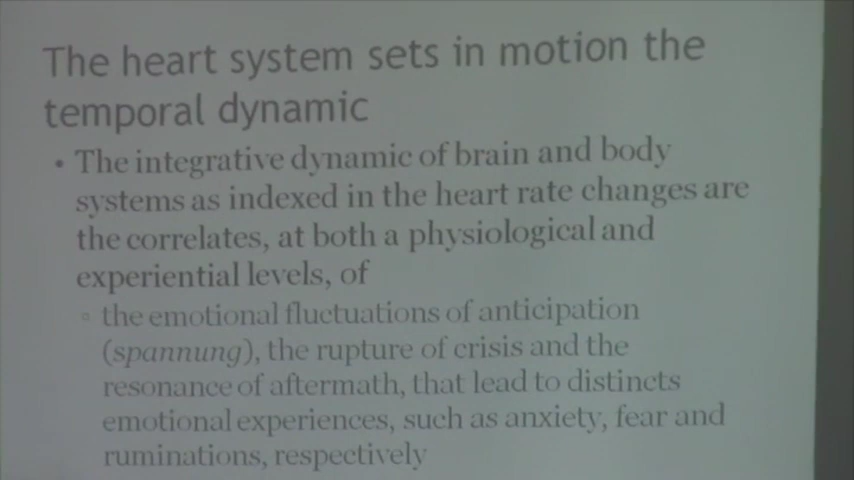 The heart system sets in motion the
temporal dynamic
• The integrative dynamic of brain and body
systems as indexed in the heart rate changes are
the correlates, at both a physiological and
experiential levels, of
◦ the emotional fluctuations of anticipation
(spannung), the rupture of crisis and the
resonance of aftermath, that lead to distincts
emotional experiences, such as anxiety, fear and
ruminations, respectively